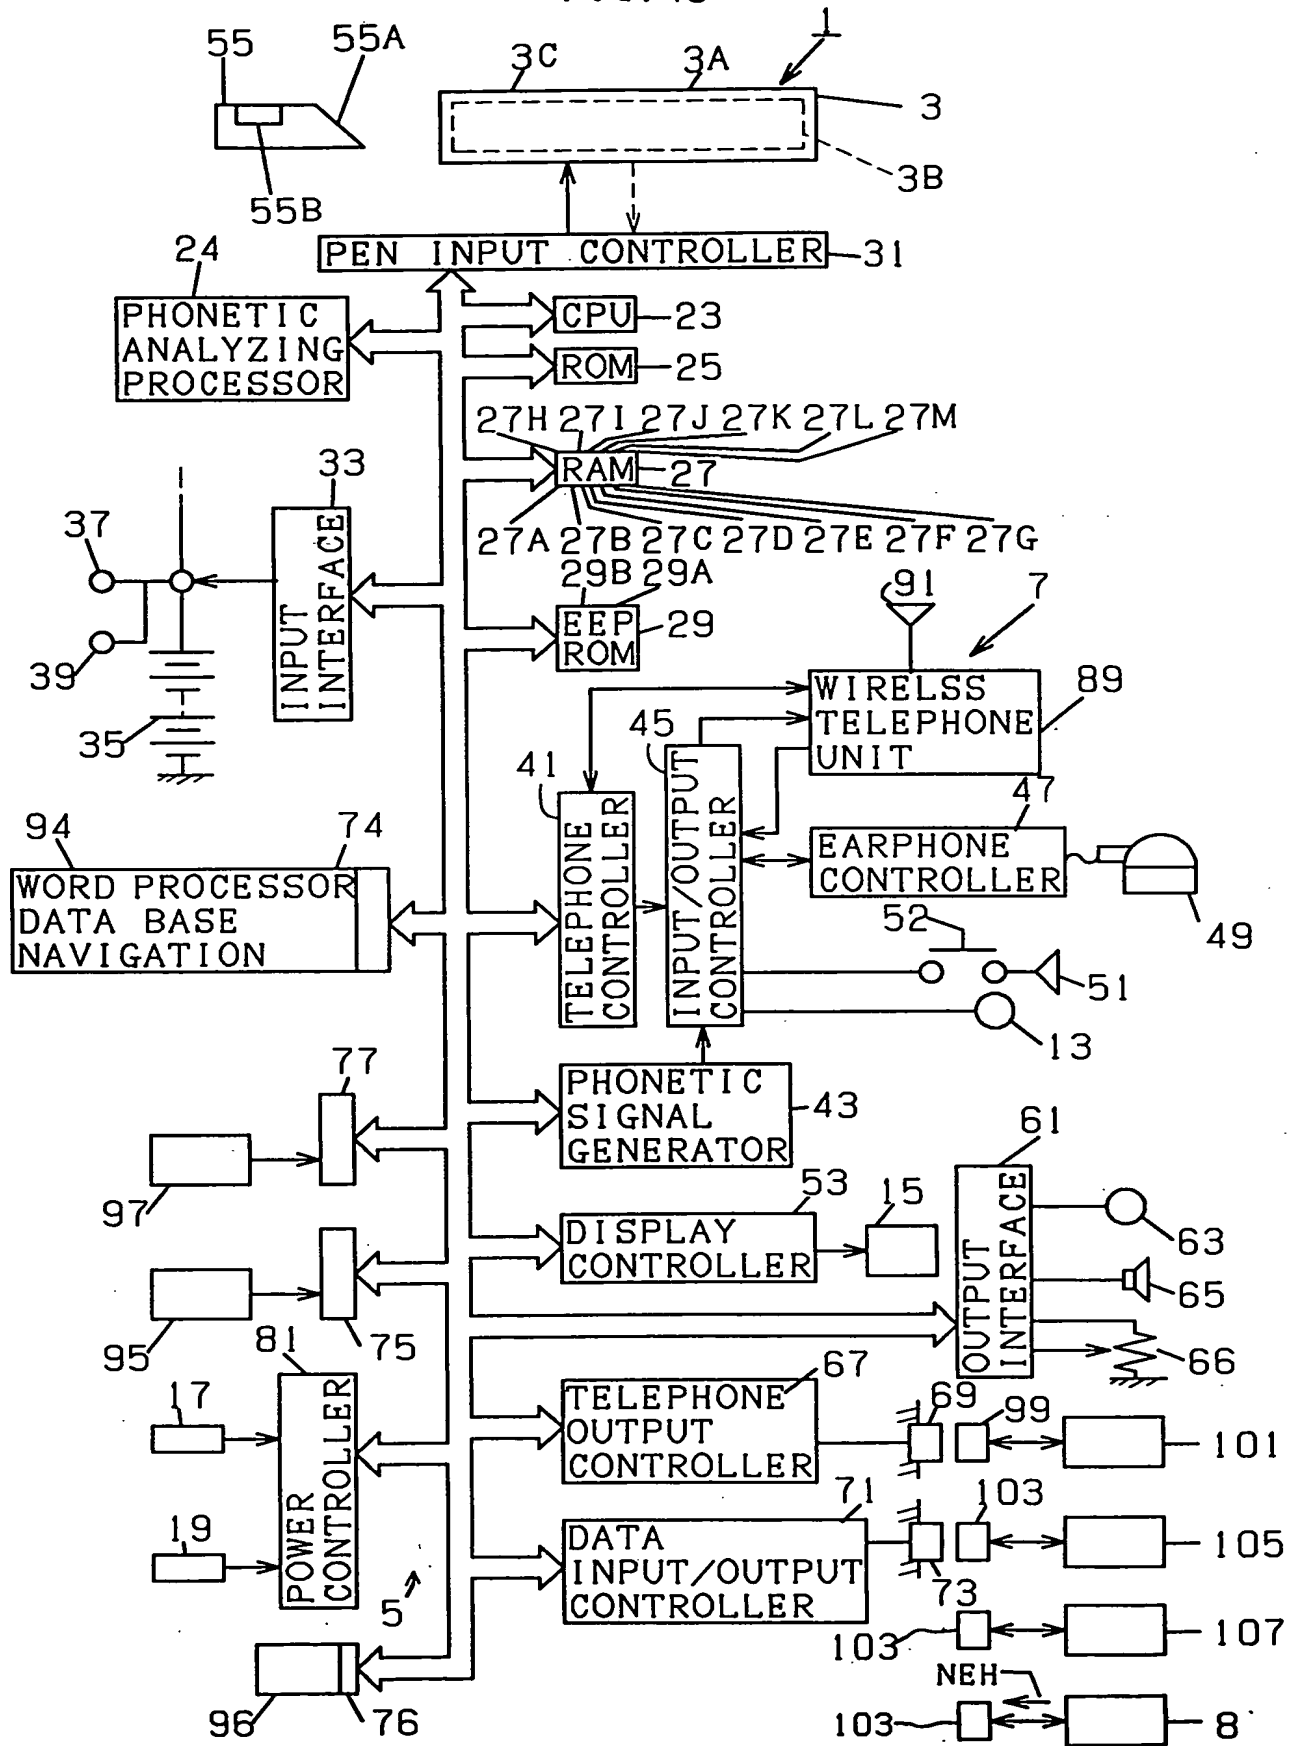 55
55A
3C
3A
1
3
3B
55B
24
PEN INPUT CONTROLLER
31
PHONETIC
ANALYZING
PROCESSOR
CPU
23
ROM
25
27H 27I 27J 27K 27L 27M
RAM
27
27A 27B 27C 27D 27E 27F 27G
33
37
39
35
INPUT
INTERFACE
29B 29A
EEP
ROM
29
91
7
WIRELSS
TELEPHONE
UNIT
89
45
41
TELEPHONE
CONTROLLER
INPUT/OUTPUT
CONTROLLER
47
EARPHONE
CONTROLLER
49
52
51
13
94
74
WORD PROCESSOR
DATA BASE
NAVIGATION
77
97
PHONETIC
SIGNAL
GENERATOR
43
61
53
15
DISPLAY
CONTROLLER
OUTPUT
INTERFACE
63
65
66
95
75
81
17
19
POWER
CONTROLLER
5
67
TELEPHONE
OUTPUT
CONTROLLER
69
99
101
71
DATA
INPUT/OUTPUT
CONTROLLER
103
73
105
103
107
NEH
103
8
96
76